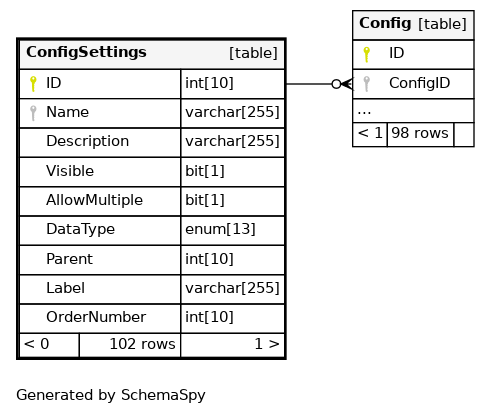 ConfigSettings [table]
ID int[10]
Name varchar[255]
Description varchar[255]
Visible bit[1]
AllowMultiple bit[1]
DataType enum[13]
Parent int[10]
Label varchar[255]
OrderNumber int[10]
< 0 102 rows 1 >
Config [table]
ID
ConfigID
...
< 1 98 rows
Generated by SchemaSpy